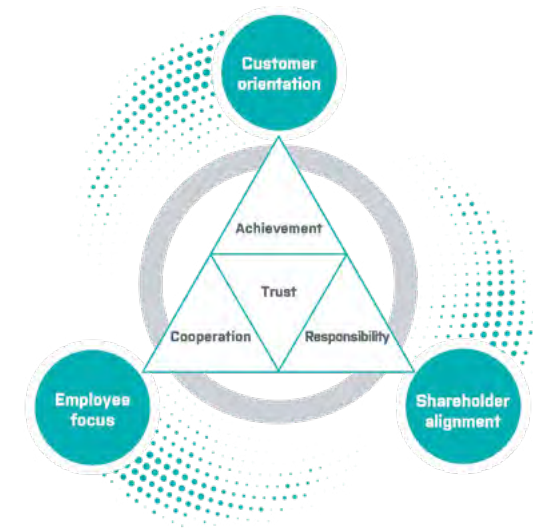 Customer
orientation
Achievement
Trust
Cooperation
Responsibility
Employee
focus
Shareholder
alignment